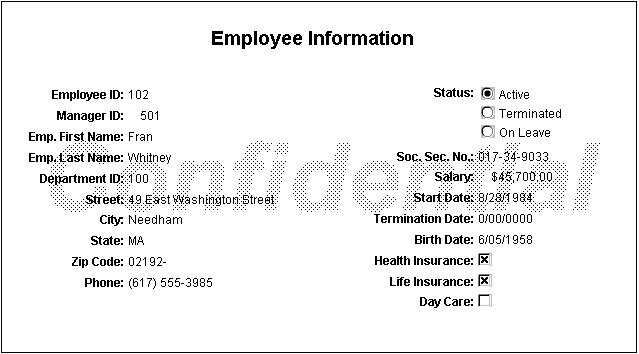 Employee Information
Employee ID: 102
Manager ID: 501
Emp. First Name: Fran
Emp. Last Name: Whitney
Department ID: 100
Street: 49 East Washington Street
City: Needham
State: MA
Zip Code: 02192-
Phone: (617) 555-3985
Status: Active
Terminated
On Leave
Soc. Sec. No.: 017-34-9033
Salary: $45,700.00
Start Date: 8/28/1984
Termination Date: 0/00/0000
Birth Date: 6/05/1958
Health Insurance:
Life Insurance:
Day Care:
Confidential